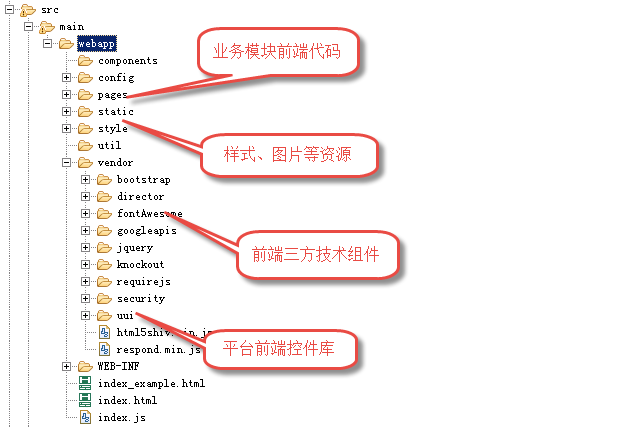 src
main
webapp
components
业务模块前端代码
config
pages
static
style
样式、图片等资源
util
vendor
bootstrap
director
fontAwesome
googleapis
jquery
前端三方技术组件
knockout
requirejs
security
uui
html5shiv.min.js
平台前端控件库
respond.min.js
WEB-INF
index_example.html
index.html
index.js